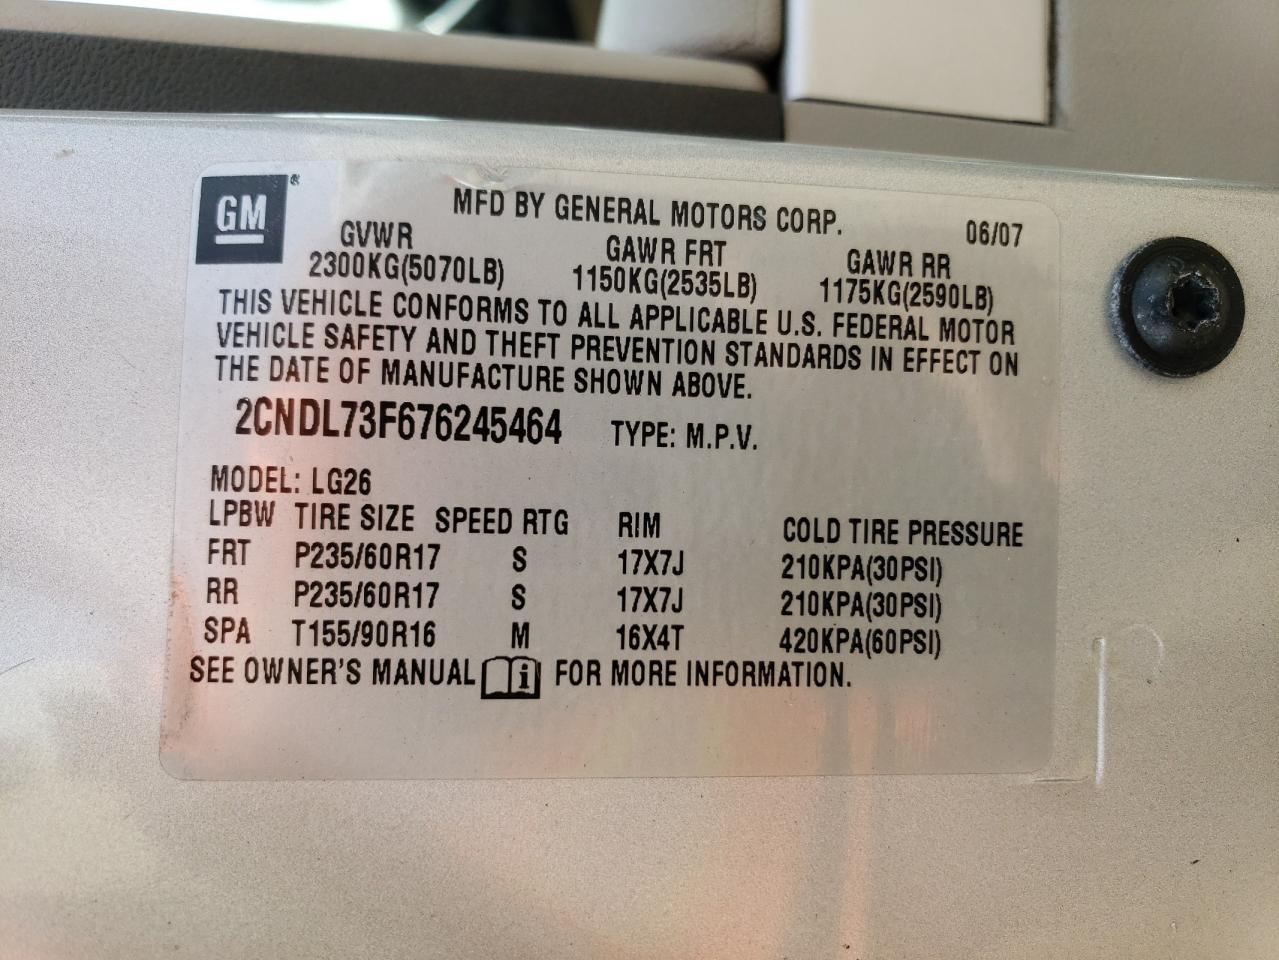 GM®
MFD BY GENERAL MOTORS CORP. 06/07
GVWR GAWR FRT GAWR RR
2300KG(5070LB) 1150KG(2535LB) 1175KG(2590LB)
THIS VEHICLE CONFORMS TO ALL APPLICABLE U.S. FEDERAL MOTOR
VEHICLE SAFETY AND THEFT PREVENTION STANDARDS IN EFFECT ON
THE DATE OF MANUFACTURE SHOWN ABOVE.
2CNDL73F676245464 TYPE: M.P.V.
MODEL: LG26
LPBW TIRE SIZE SPEED RTG RIM COLD TIRE PRESSURE
FRT P235/60R17 S 17X7J 210KPA(30PSI)
RR P235/60R17 S 17X7J 210KPA(30PSI)
SPA T155/90R16 M 16X4T 420KPA(60PSI)
SEE OWNER'S MANUAL i FOR MORE INFORMATION.